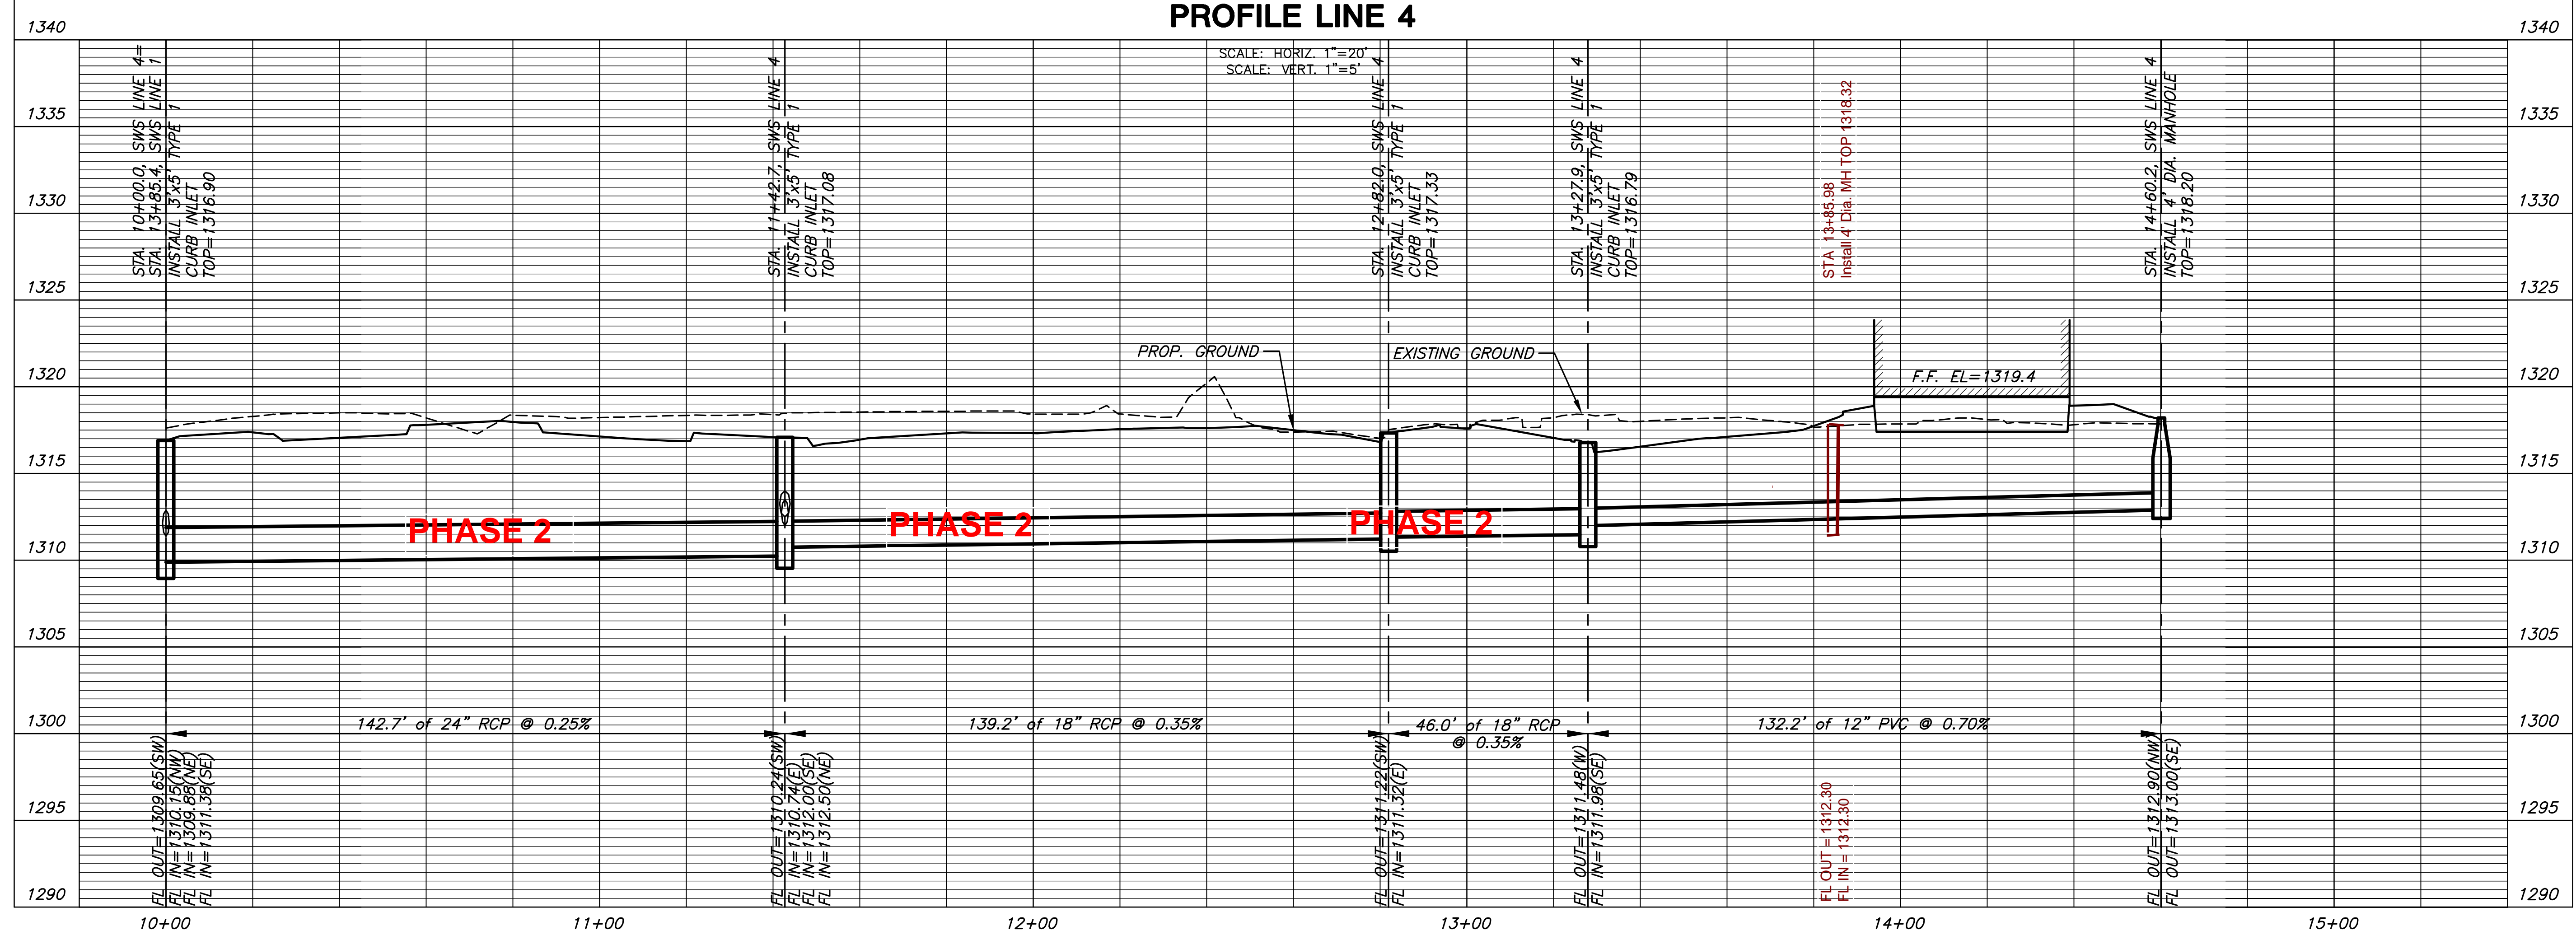 PROFILE LINE 4
SCALE: HORIZ. 1"=20'
SCALE: VERT. 1"=5'
1340
1335
1330
1325
1320
1315
1310
1305
1300
1295
1290
STA. 10+00.0, SWS LINE 4=
STA. 13+85.4, SWS LINE 1
INSTALL 3'x5' TYPE 1
CURB INLET
TOP=1316.90
STA. 11+42.7, SWS LINE 4
INSTALL 3'x5' TYPE 1
CURB INLET
TOP=1317.08
STA. 12+82.0, SWS LINE 4
INSTALL 3'x5' TYPE 1
CURB INLET
TOP=1317.33
STA. 13+27.9, SWS LINE 4
INSTALL 3'x5' TYPE 1
CURB INLET
TOP=1316.79
STA 13+85.98
Install 4' Dia. MH TOP 1318.32
STA. 14+60.2, SWS LINE 4
INSTALL 4' DIA. MANHOLE
TOP=1318.20
1340
1335
1330
1325
1320
1315
1310
1305
1300
1295
1290
PROP. GROUND
EXISTING GROUND
F.F. EL=1319.4
PHASE 2
PHASE 2
PHASE 2
142.7' of 24" RCP @ 0.25%
139.2' of 18" RCP @ 0.35%
46.0' of 18" RCP
@ 0.35%
132.2' of 12" PVC @ 0.70%
FL OUT=1309.65(SW)
FL IN=1310.15(NW)
FL IN=1309.88(NE)
FL IN=1311.38(SE)
FL OUT=1310.24(SW)
FL IN=1310.74(E)
FL IN=1312.00(SE)
FL IN=1312.50(NE)
FL OUT=1311.22(SW)
FL IN=1311.32(E)
FL OUT=1311.48(W)
FL IN=1311.98(SE)
FL OUT = 1312.30
FL IN = 1312.30
FL OUT=1312.90(NW)
FL OUT=1313.00(SE)
10+00
11+00
12+00
13+00
14+00
15+00